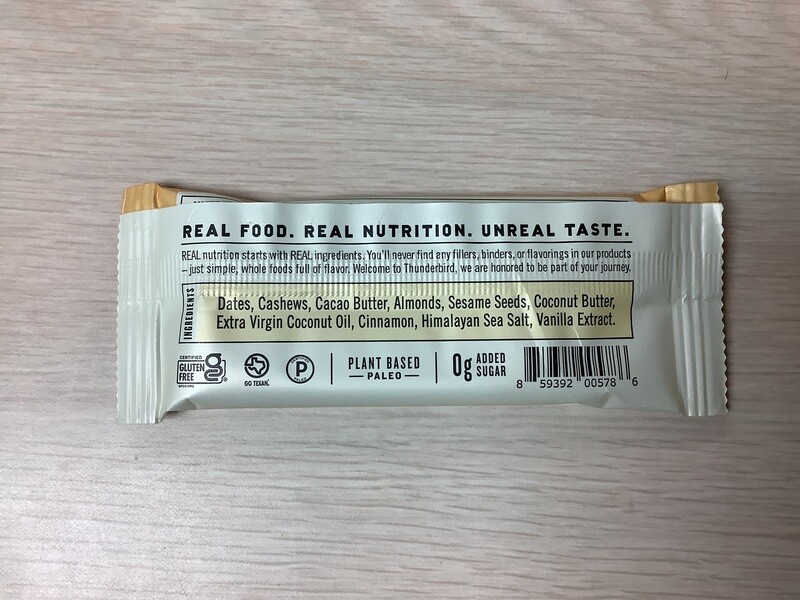 REAL FOOD. REAL NUTRITION. UNREAL TASTE.
REAL nutrition starts with REAL ingredients. You'll never find any fillers, binders, or flavorings in our products
– just simple, whole foods full of flavor. Welcome to Thunderbird, we are honored to be part of your journey.
INGREDIENTS
Dates, Cashews, Cacao Butter, Almonds, Sesame Seeds, Coconut Butter,
Extra Virgin Coconut Oil, Cinnamon, Himalayan Sea Salt, Vanilla Extract.
CERTIFIED
GLUTEN
FREE
GO TEXAN.
P
PALEO
PLANT BASED
PALEO
0g ADDED
SUGAR
8 59392 00578 6